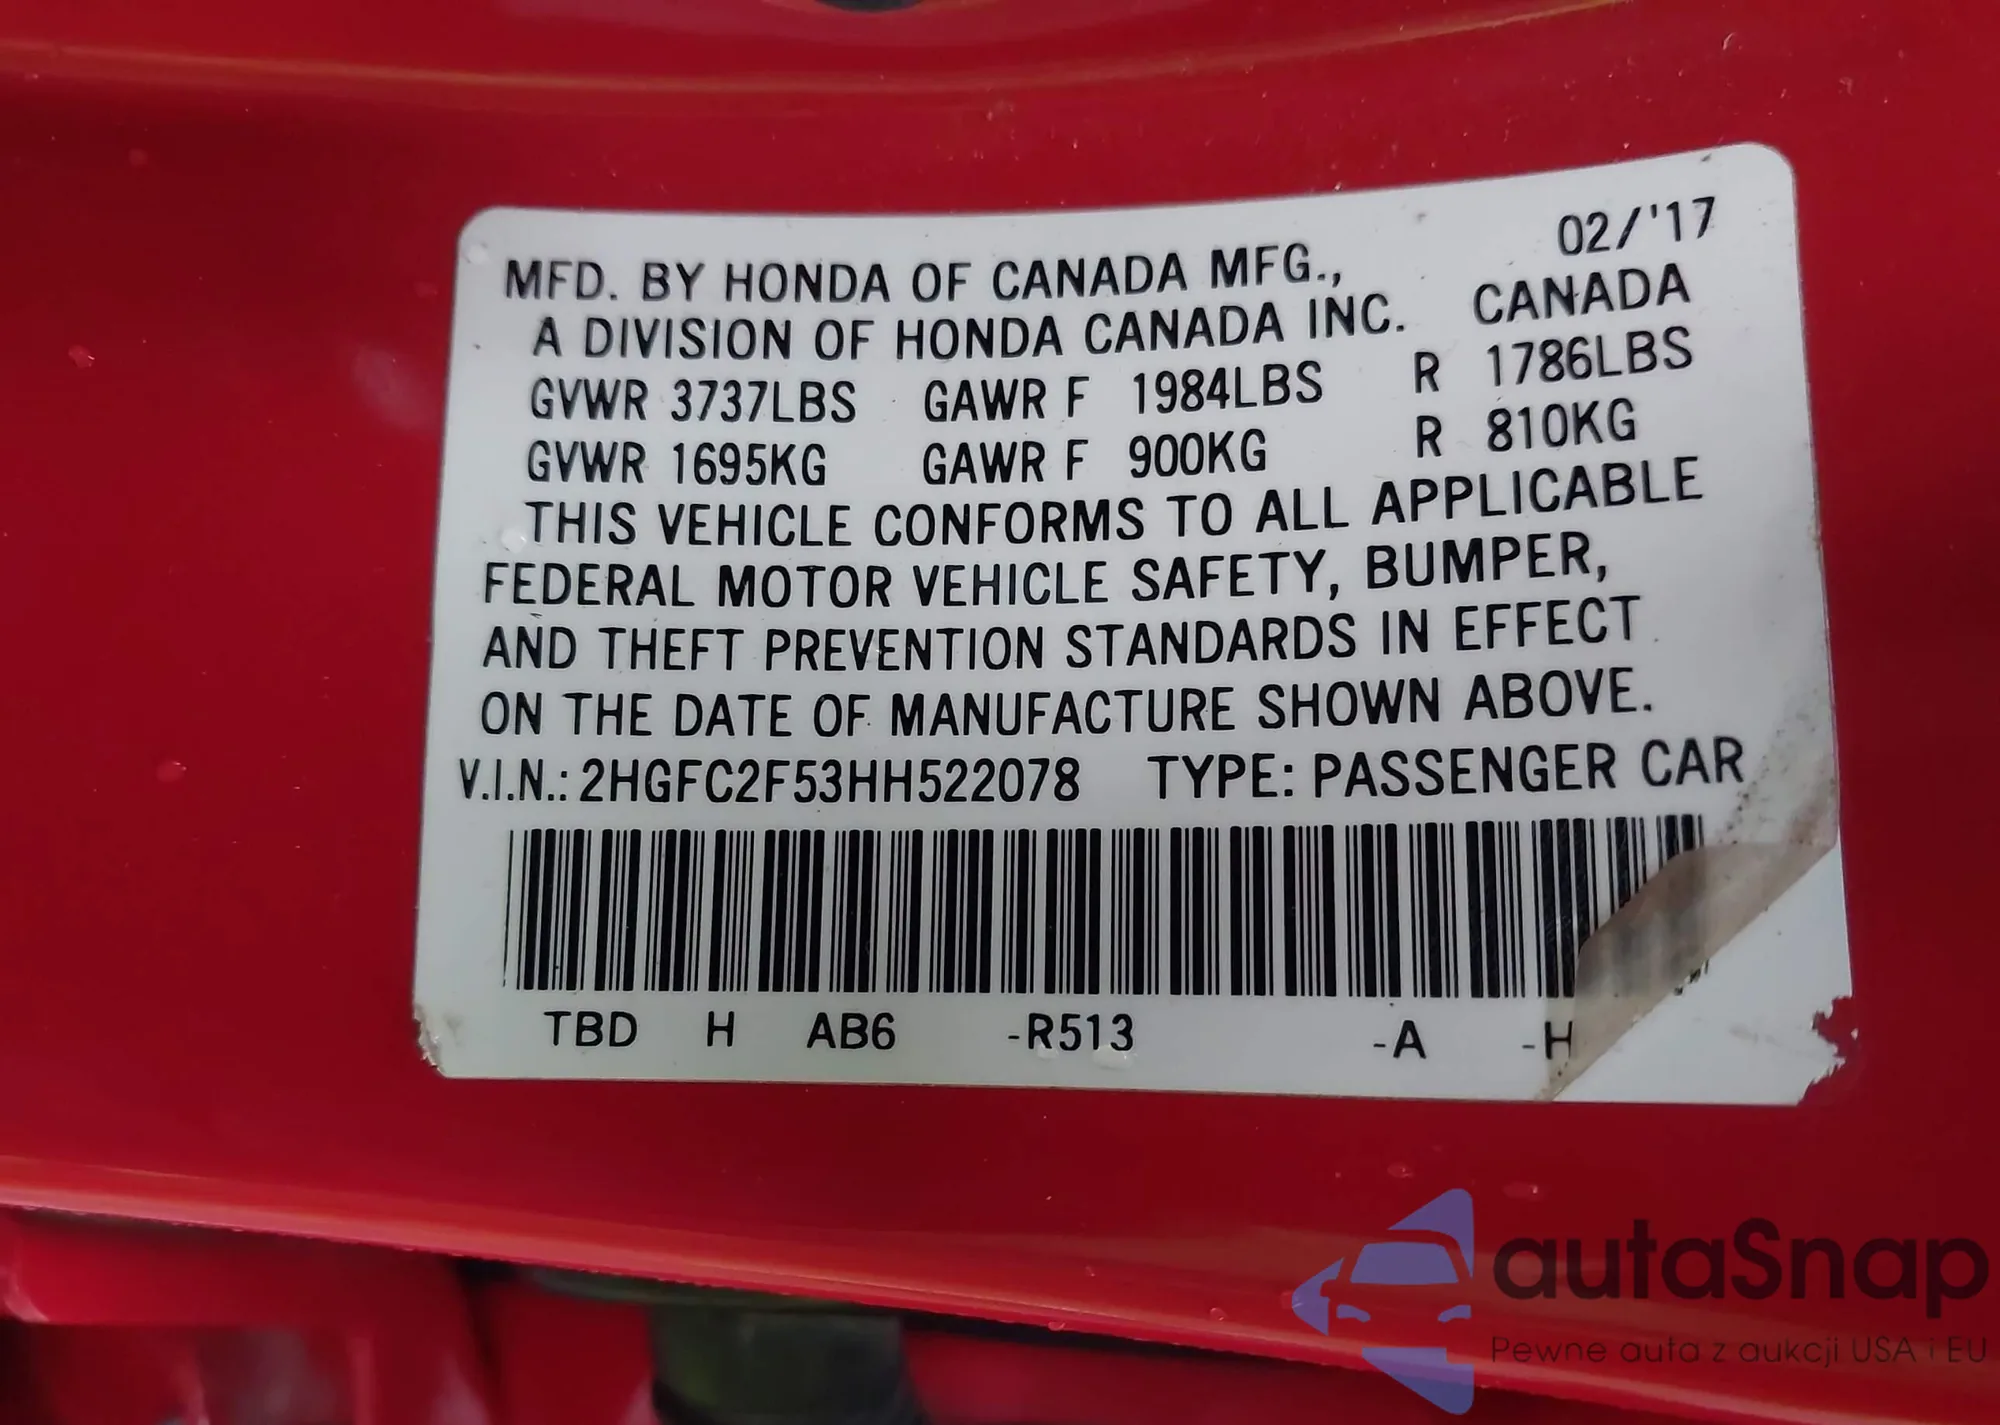 02/'17
MFD. BY HONDA OF CANADA MFG.,
A DIVISION OF HONDA CANADA INC. CANADA
GVWR 3737LBS GAWR F 1984LBS R 1786LBS
GVWR 1695KG GAWR F 900KG R 810KG
THIS VEHICLE CONFORMS TO ALL APPLICABLE
FEDERAL MOTOR VEHICLE SAFETY, BUMPER,
AND THEFT PREVENTION STANDARDS IN EFFECT
ON THE DATE OF MANUFACTURE SHOWN ABOVE.
V.I.N.: 2HGFC2F53HH522078 TYPE: PASSENGER CAR
TBD H AB6 -R513 -A -H
autaSnap
Pewne auta z aukcji USA i EU